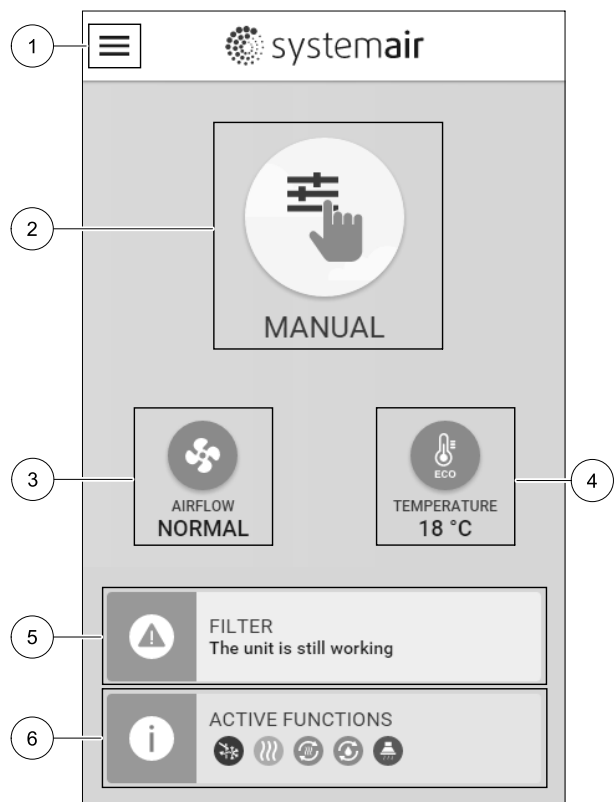 1
systemair
2
MANUAL
3
AIRFLOW
NORMAL
ECO
TEMPERATURE
18 °C
4
5
FILTER
The unit is still working
6
ACTIVE FUNCTIONS